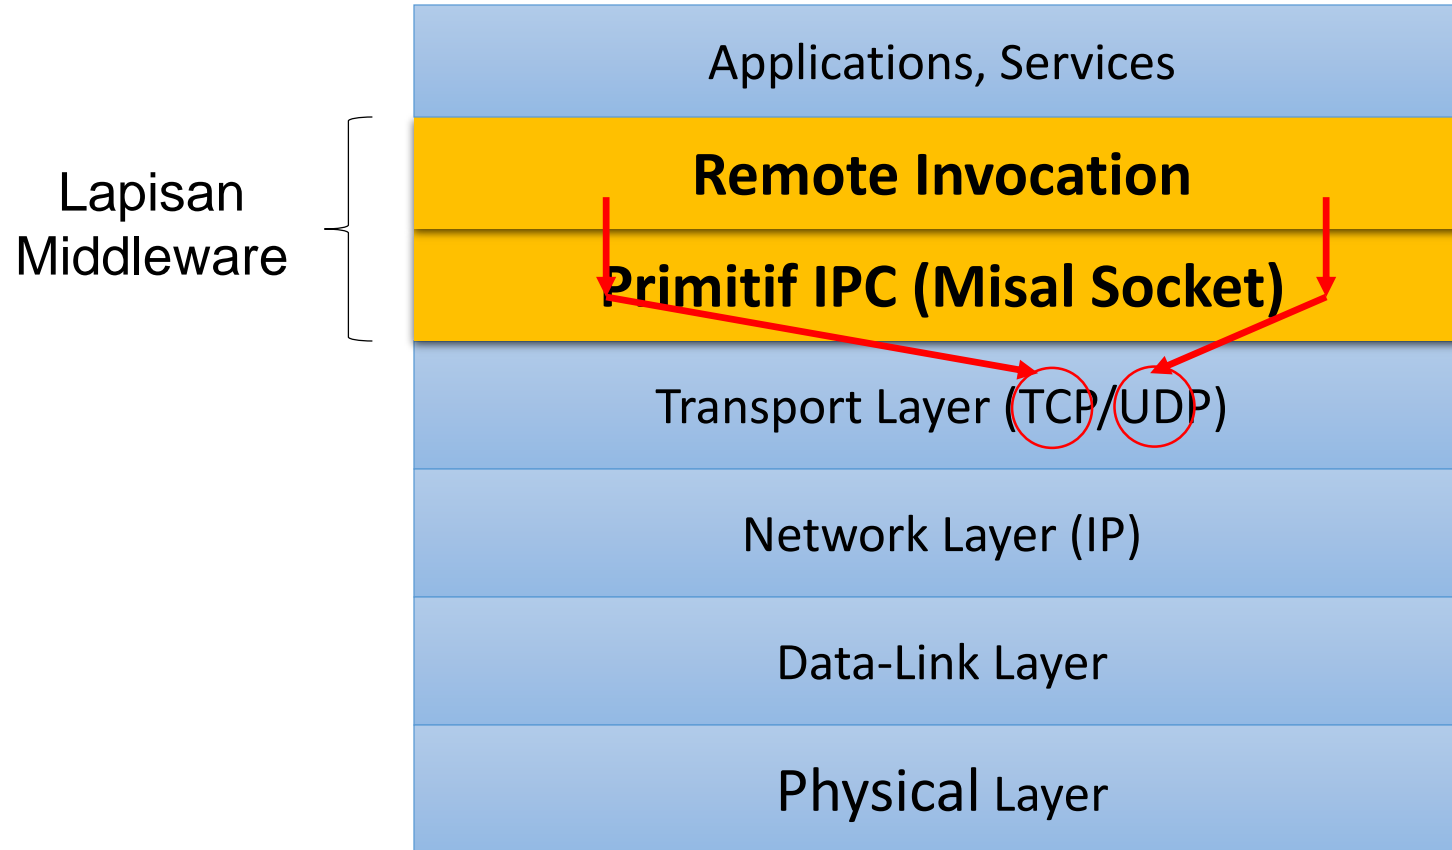 Applications, Services
Remote Invocation
Lapisan
Middleware
Primitif IPC (Misal Socket)
Transport Layer (TCP/UDP)
Network Layer (IP)
Data-Link Layer
Physical Layer